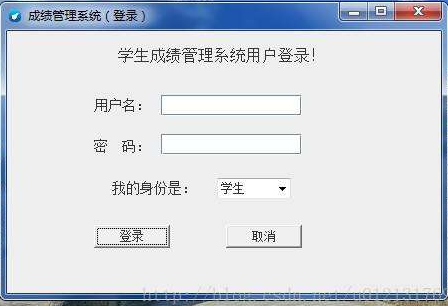 成绩管理系统（登录）
学生成绩管理系统用户登录！
用户名：
密 码：
我的身份是： 学生
登录 取消